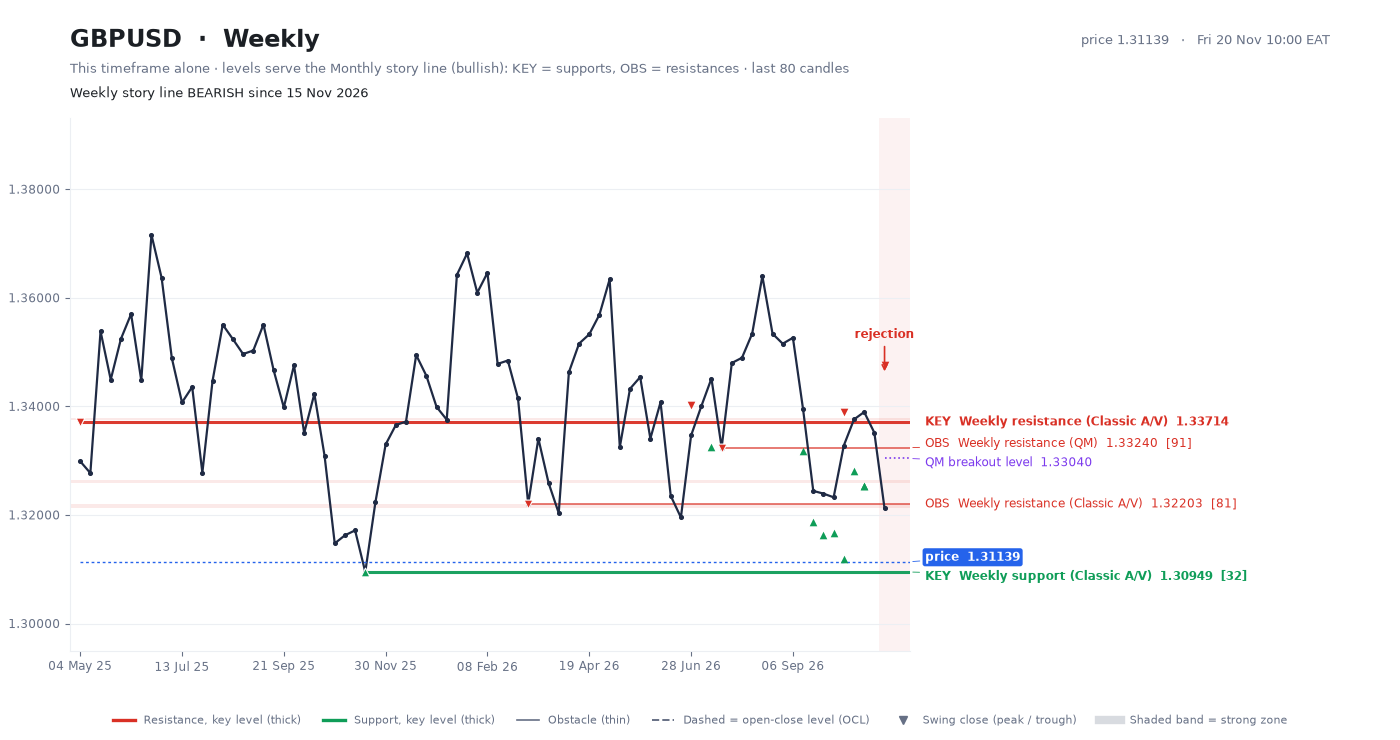 GBPUSD · Weekly
price 1.31139 · Fri 20 Nov 10:00 EAT
This timeframe alone · levels serve the Monthly story line (bullish): KEY = supports, OBS = resistances · last 80 candles
Weekly story line BEARISH since 15 Nov 2026
1.38000
1.36000
1.34000
1.32000
1.30000
rejection
KEY Weekly resistance (Classic A/V) 1.33714
OBS Weekly resistance (QM) 1.33240 [91]
QM breakout level 1.33040
OBS Weekly resistance (Classic A/V) 1.32203 [81]
price 1.31139
KEY Weekly support (Classic A/V) 1.30949 [32]
04 May 25
13 Jul 25
21 Sep 25
30 Nov 25
08 Feb 26
19 Apr 26
28 Jun 26
06 Sep 26
Resistance, key level (thick)
Support, key level (thick)
Obstacle (thin)
Dashed = open-close level (OCL)
Swing close (peak / trough)
Shaded band = strong zone